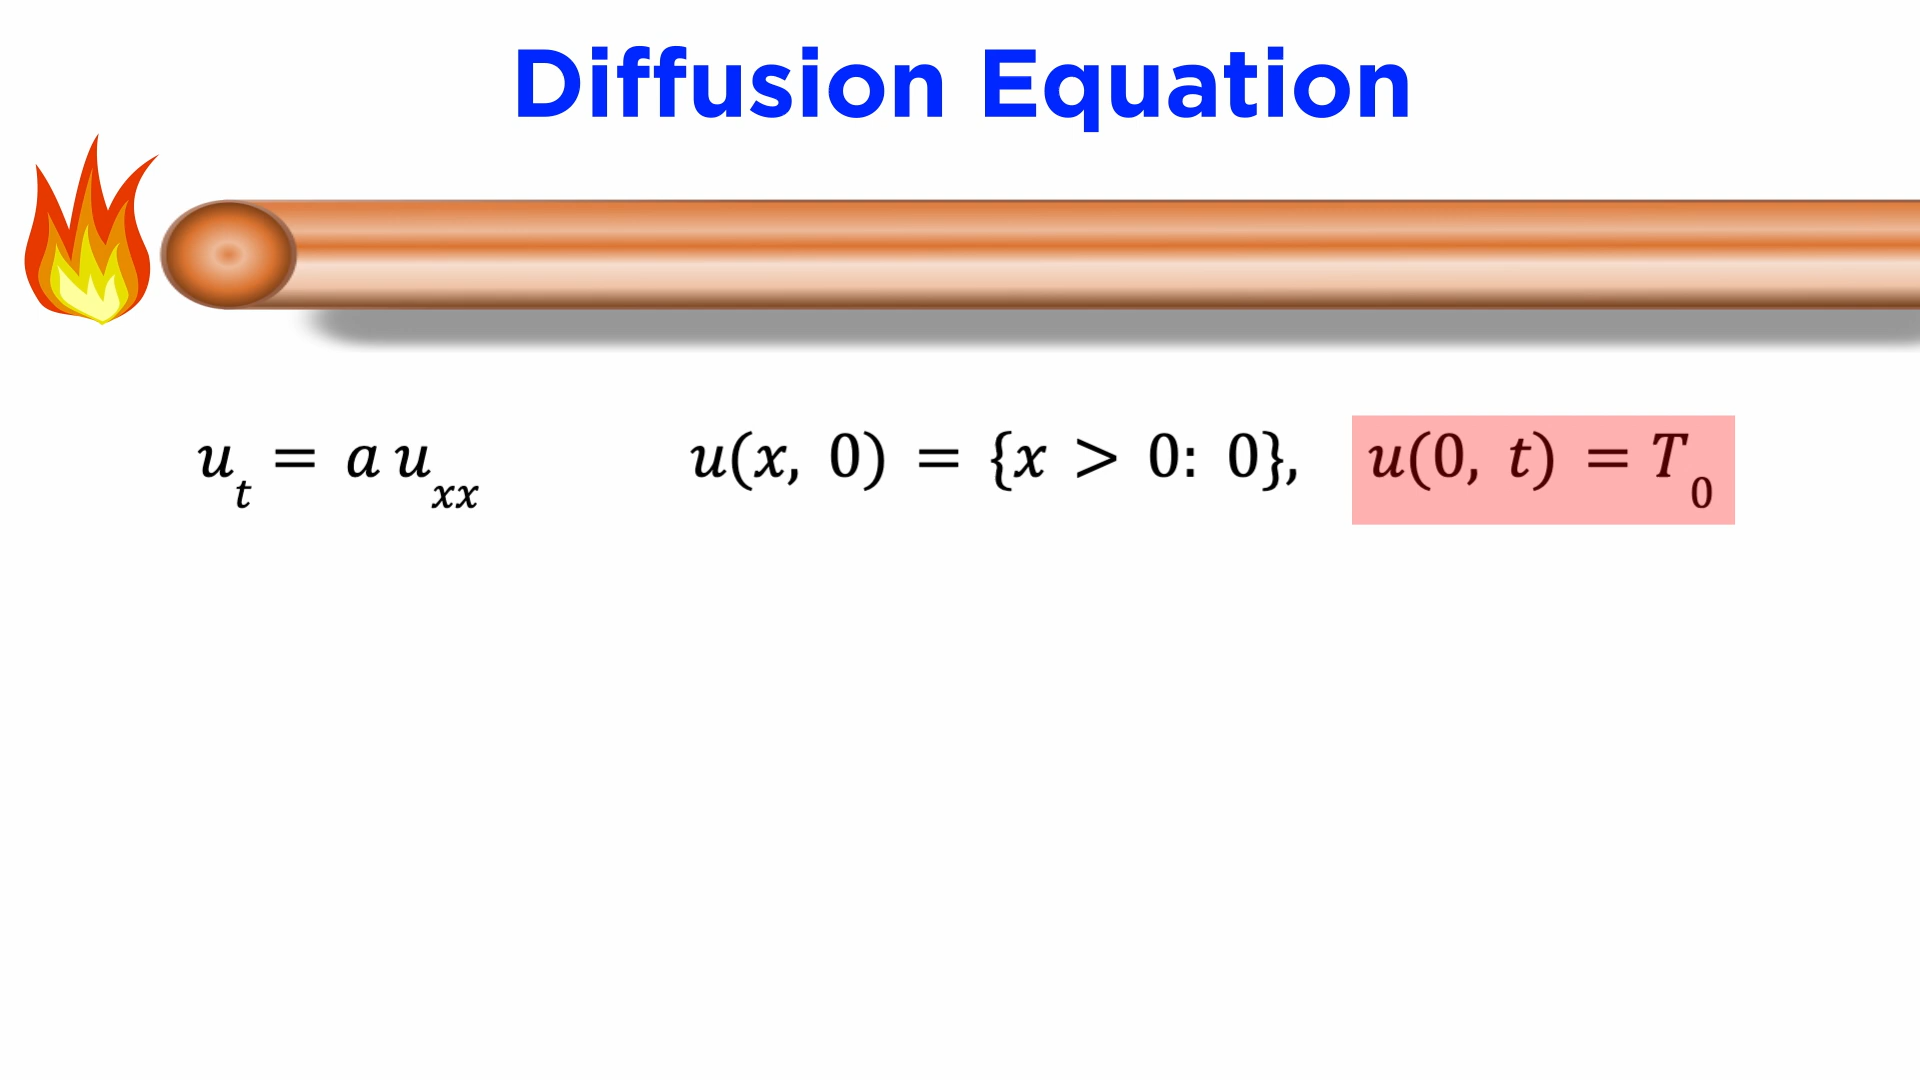 Diffusion Equation
u_t = a u_xx u(x, 0) = {x > 0: 0}, u(0, t) = T_0